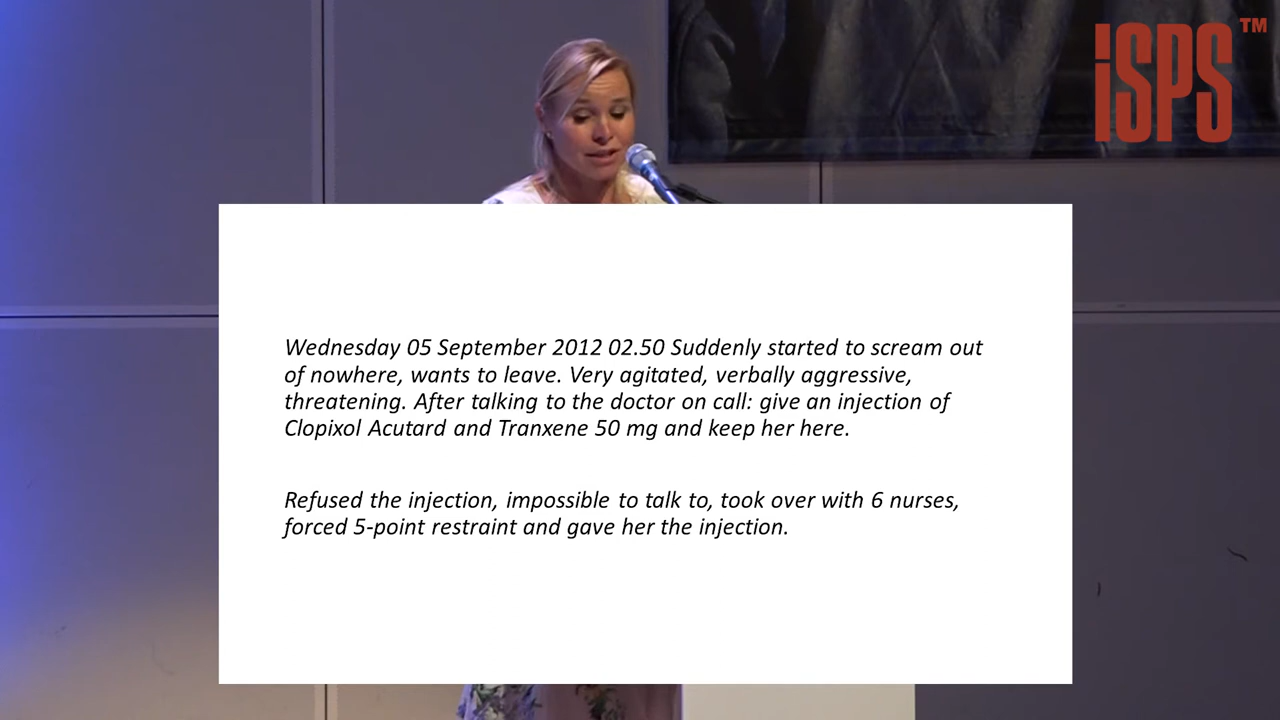 iSPS™
Wednesday 05 September 2012 02.50 Suddenly started to scream out
of nowhere, wants to leave. Very agitated, verbally aggressive,
threatening. After talking to the doctor on call: give an injection of
Clopixol Acutard and Tranxene 50 mg and keep her here.
Refused the injection, impossible to talk to, took over with 6 nurses,
forced 5-point restraint and gave her the injection.